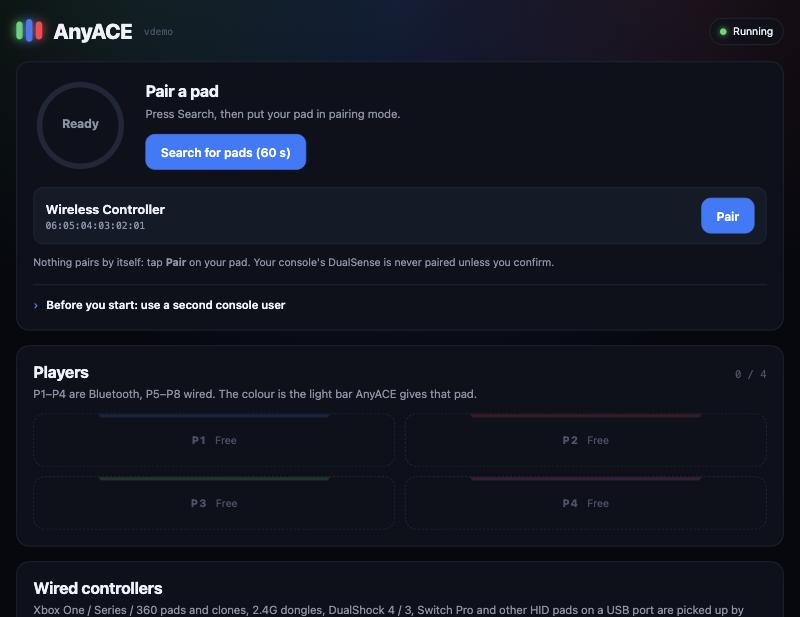 AnyACE vdemo
Running
Ready
Pair a pad
Press Search, then put your pad in pairing mode.
Search for pads (60 s)
Wireless Controller
06:05:04:03:02:01
Pair
Nothing pairs by itself: tap Pair on your pad. Your console's DualSense is never paired unless you confirm.
› Before you start: use a second console user
Players
0 / 4
P1–P4 are Bluetooth, P5–P8 wired. The colour is the light bar AnyACE gives that pad.
P1 Free
P2 Free
P3 Free
P4 Free
Wired controllers
Xbox One / Series / 360 pads and clones, 2.4G dongles, DualShock 4 / 3, Switch Pro and other HID pads on a USB port are picked up by